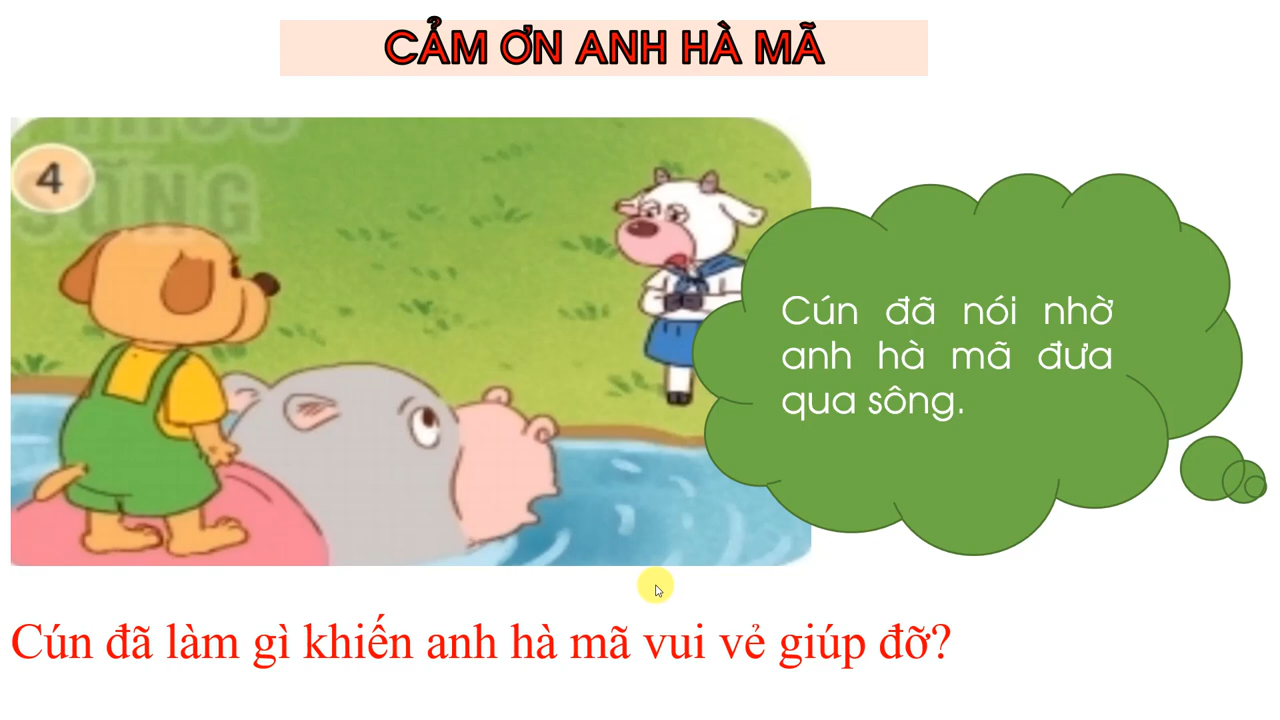 CẢM ƠN ANH HÀ MÃ
4
SỐNG
Cún đã nói nhờ
anh hà mã đưa
qua sông.
Cún đã làm gì khiến anh hà mã vui vẻ giúp đỡ?